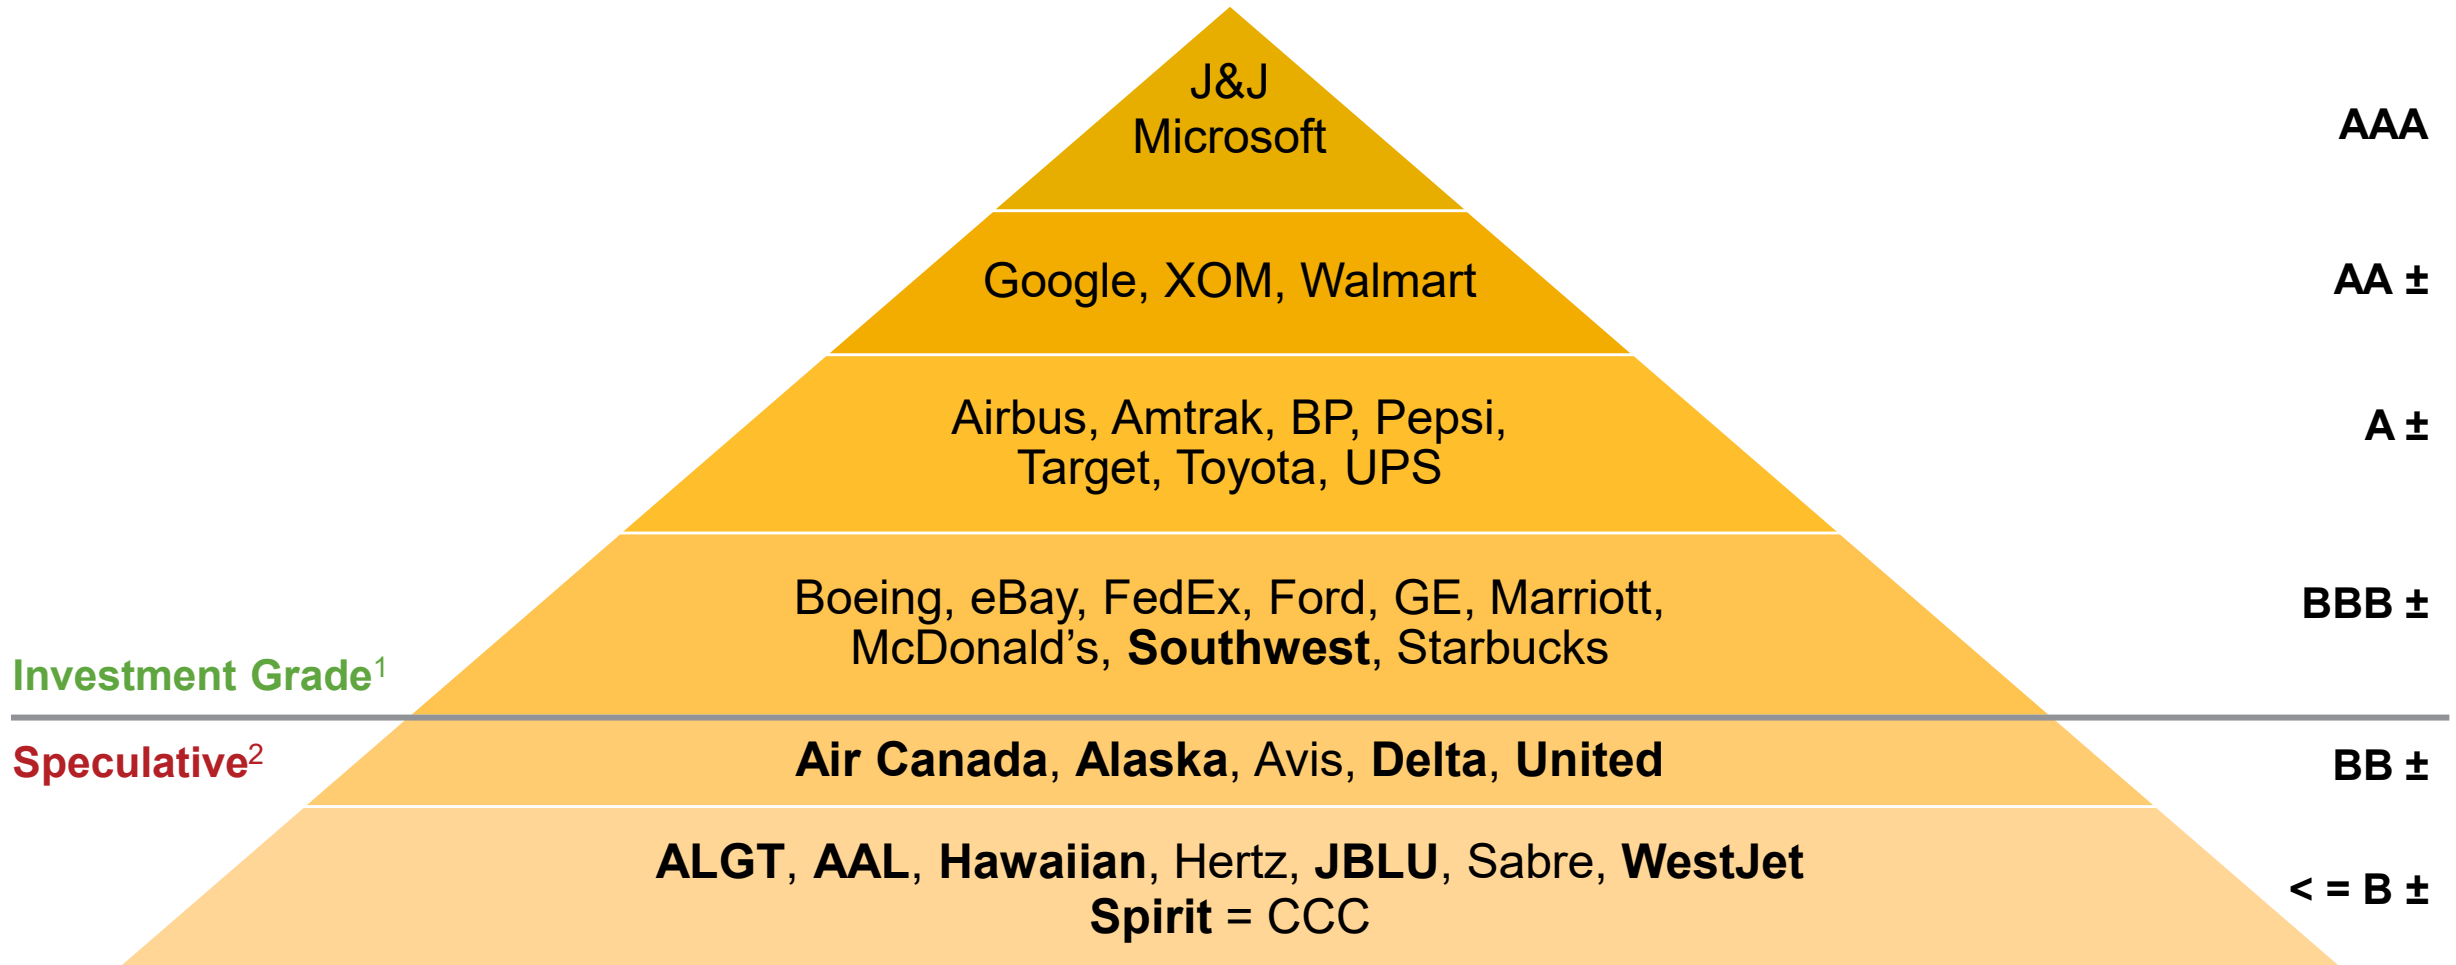 J&J
Microsoft
AAA
Google, XOM, Walmart
AA ±
Airbus, Amtrak, BP, Pepsi,
Target, Toyota, UPS
A ±
Boeing, eBay, FedEx, Ford, GE, Marriott,
McDonald’s, Southwest, Starbucks
BBB ±
Investment Grade¹
Speculative²
Air Canada, Alaska, Avis, Delta, United
BB ±
ALGT, AAL, Hawaiian, Hertz, JBLU, Sabre, WestJet
Spirit = CCC
< = B ±